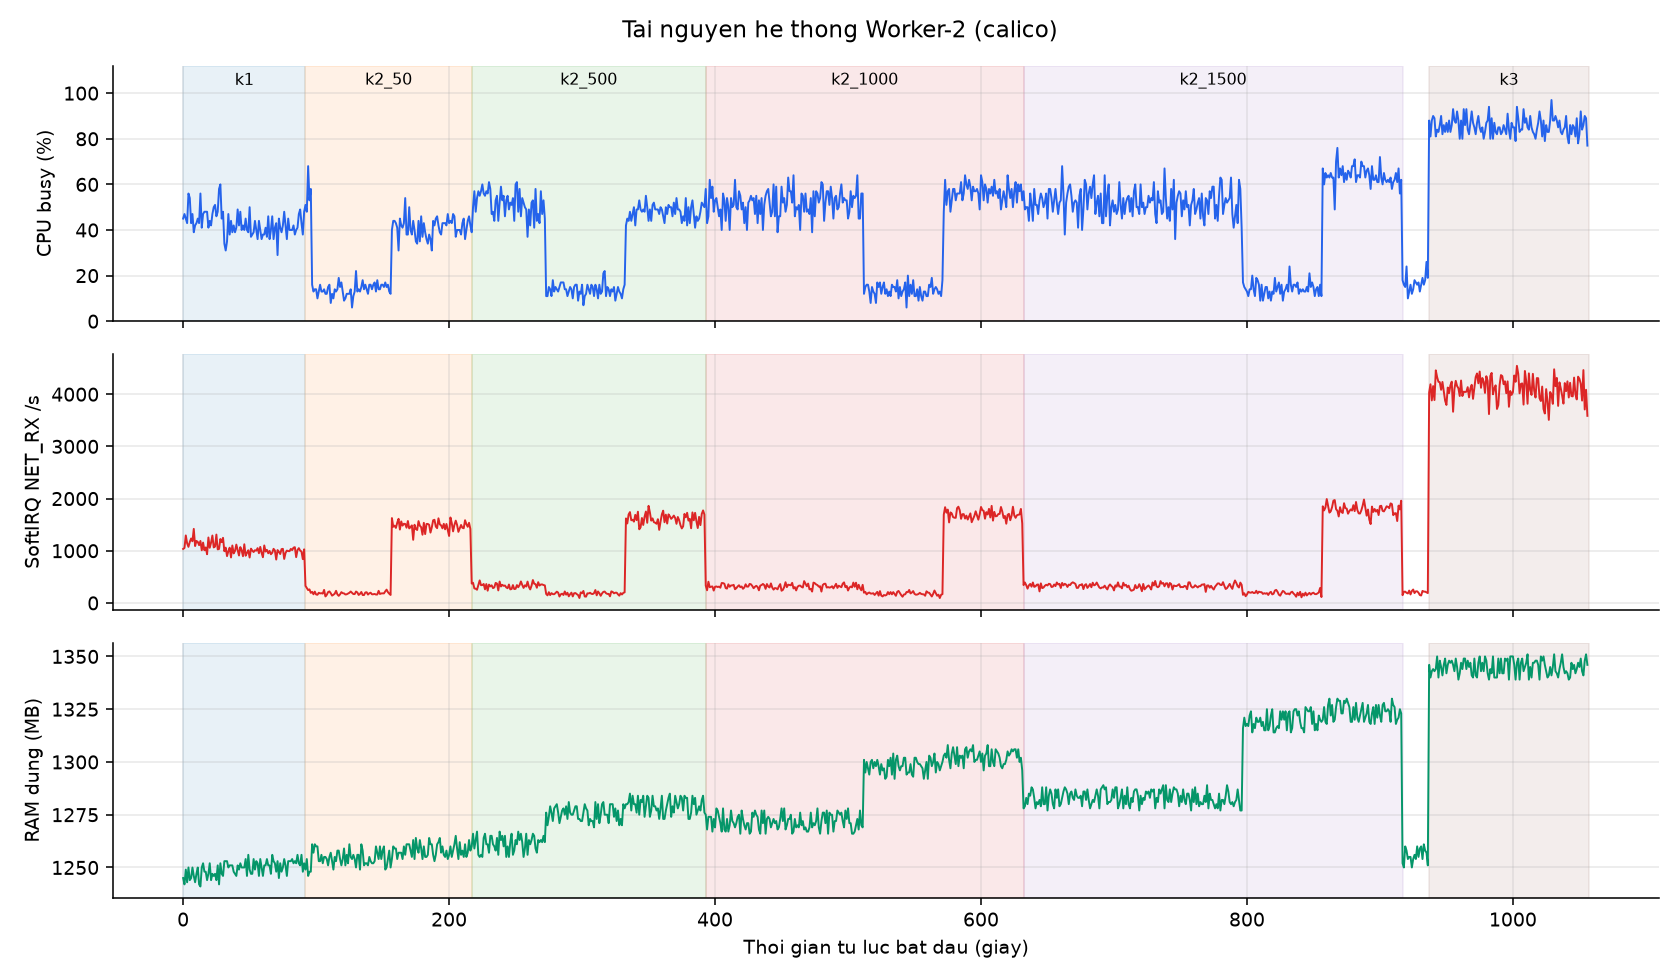 Tai nguyen he thong Worker-2 (calico)
k1 k2_50 k2_500 k2_1000 k2_1500 k3
CPU busy (%)
100
80
60
40
20
0
SoftIRQ NET_RX /s
4000
3000
2000
1000
0
RAM dung (MB)
1350
1325
1300
1275
1250
0 200 400 600 800 1000
Thoi gian tu luc bat dau (giay)